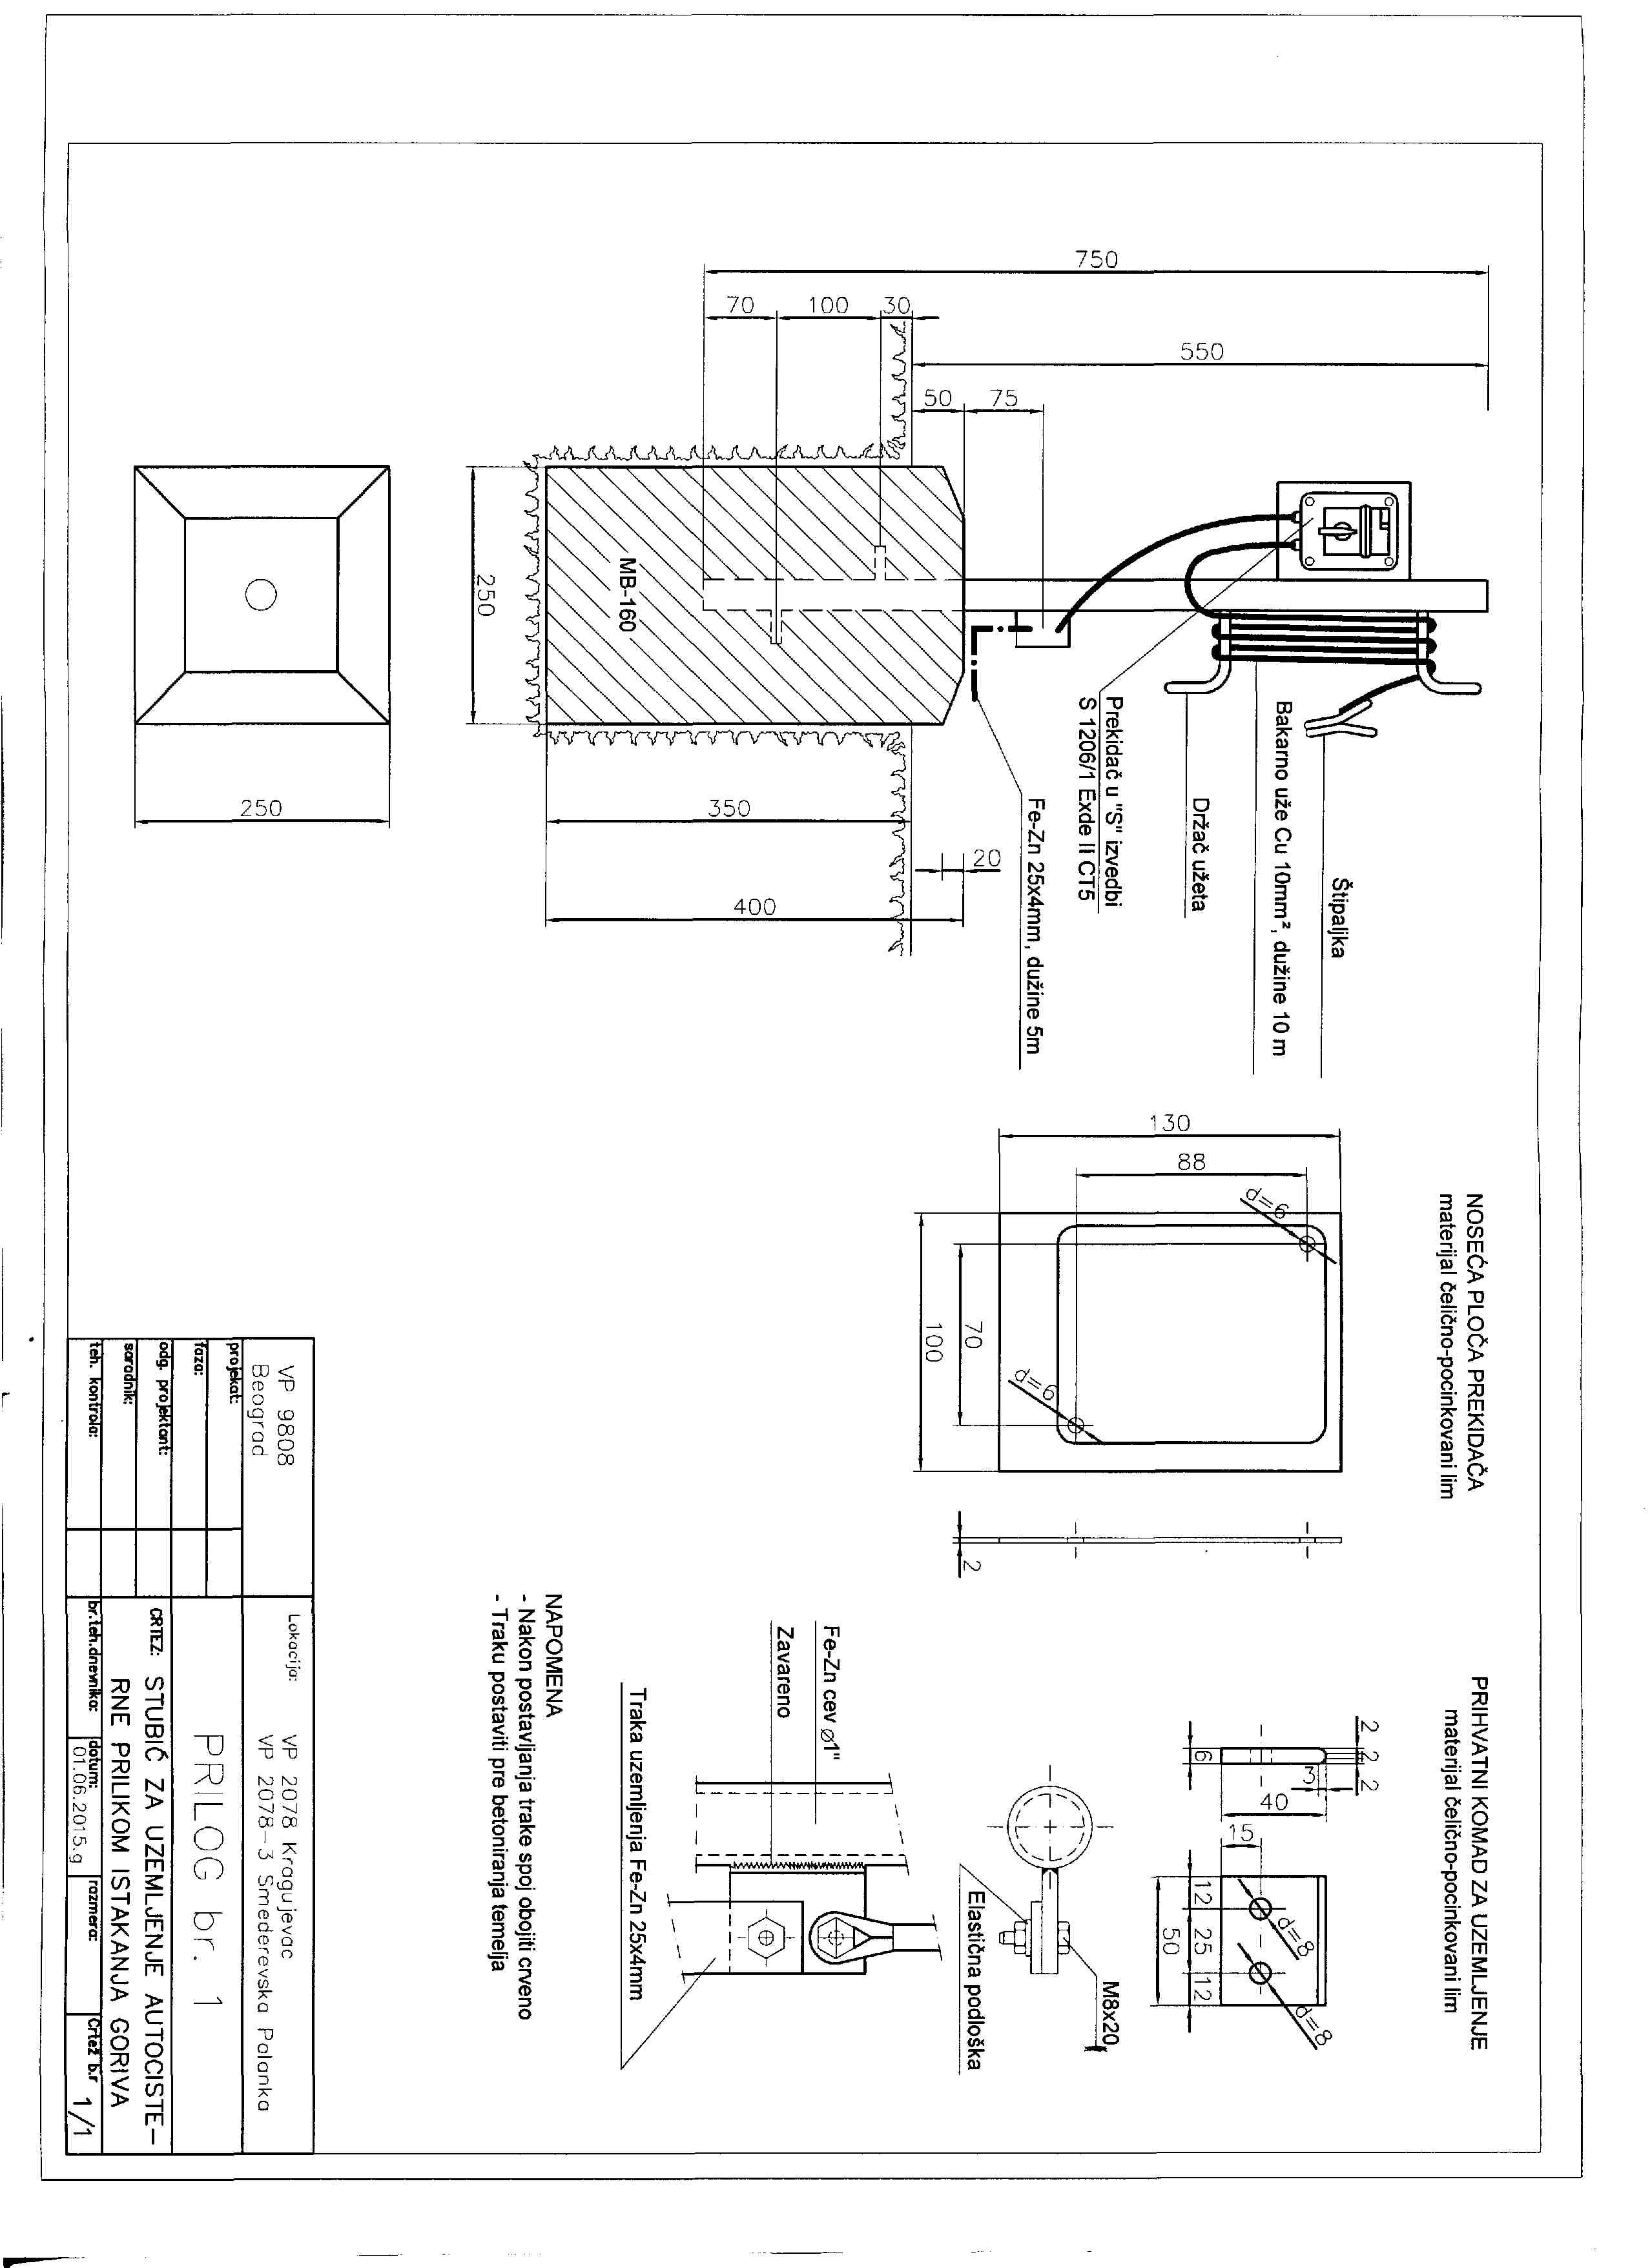 NOSEĆA PLOČA PREKIDAČA
materijal čelično-pocinkovani lim
PRIHVATNI KOMAD ZA UZEMLJENJE
materijal čelično-pocinkovani lim
Štipaljka
Bakarno uže Cu 10mm², dužine 10 m
Držač užeta
Prekidač u "S" izvedbi
S 1206/1 Exde II CT5
Fe-Zn 25x4mm, dužine 5m
MB-160
750
550
70
100
30
50
75
250
350
400
20
250
130
88
d=6
d=6
70
100
2
2
2
2
6
3
40
15
12
25
12
50
d=8
d=8
M8x20
Elastična podloška
Fe-Zn cev ⌀1"
Zavareno
Traka uzemljenja Fe-Zn 25x4mm
NAPOMENA
- Nakon postavljanja trake spoj obojiti crveno
- Traku postaviti pre betoniranja temelja
VP 9808
Beograd
Lokacija:
VP 2078 Kragujevac
VP 2078-3 Smederevska Palanka
projekat:
faza:
PRILOG br. 1
odg. projektant:
saradnik:
teh. kontrola:
CRTEZ: STUBIĆ ZA UZEMLJENJE AUTOCISTE-
RNE PRILIKOM ISTAKANJA GORIVA
br.teh.dnevnika:
datum:
01.06.2015.g
razmera:
Crtež b.r
1/1